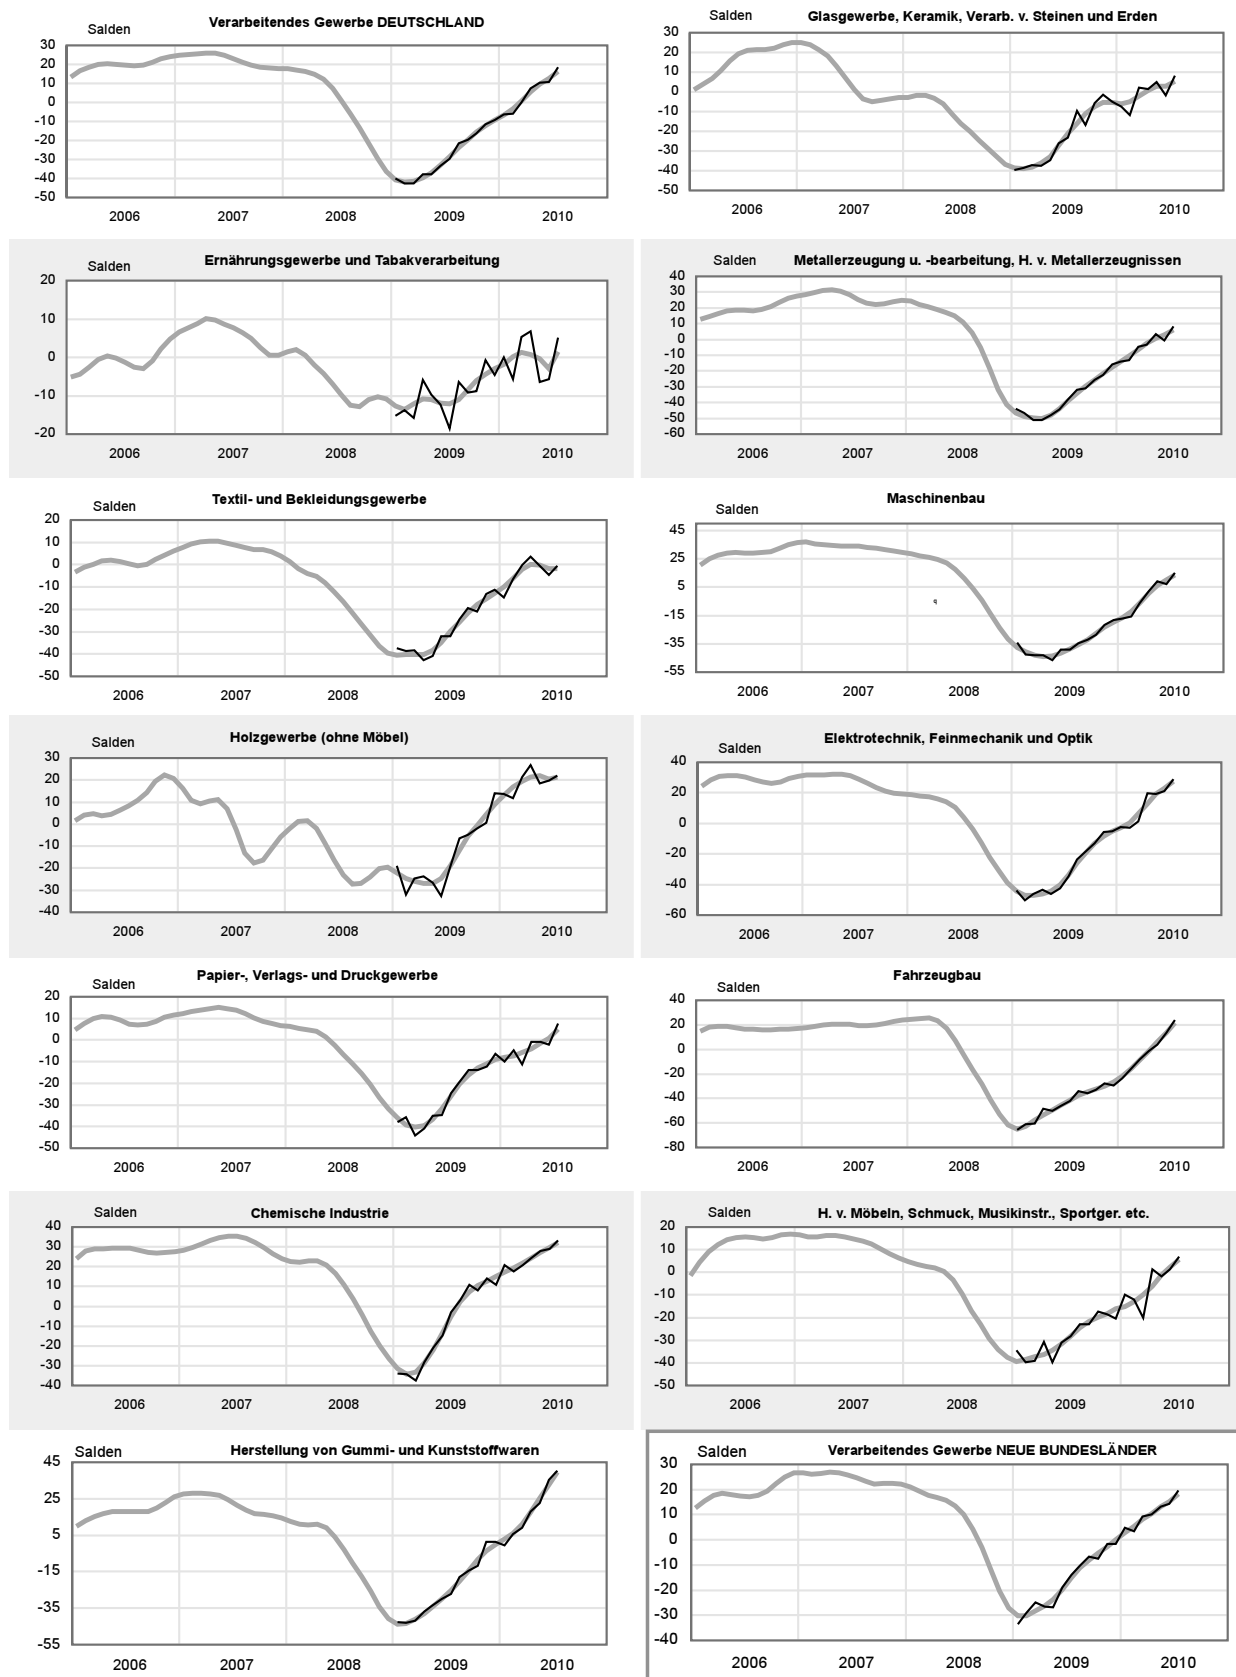 Verarbeitendes Gewerbe DEUTSCHLAND
Salden
30
20
10
0
-10
-20
-30
-40
-50
2006 2007 2008 2009 2010
Glasgewerbe, Keramik, Verarb. v. Steinen und Erden
Salden
30
20
10
0
-10
-20
-30
-40
-50
2006 2007 2008 2009 2010
Ernährungsgewerbe und Tabakverarbeitung
Salden
20
10
0
-10
-20
2006 2007 2008 2009 2010
Metallerzeugung u. -bearbeitung, H. v. Metallerzeugnissen
Salden
40
30
20
10
0
-10
-20
-30
-40
-50
-60
2006 2007 2008 2009 2010
Textil- und Bekleidungsgewerbe
Salden
20
10
0
-10
-20
-30
-40
-50
2006 2007 2008 2009 2010
Maschinenbau
Salden
45
25
5
-15
-35
-55
2006 2007 2008 2009 2010
Holzgewerbe (ohne Möbel)
Salden
30
20
10
0
-10
-20
-30
-40
2006 2007 2008 2009 2010
Elektrotechnik, Feinmechanik und Optik
Salden
40
20
0
-20
-40
-60
2006 2007 2008 2009 2010
Papier-, Verlags- und Druckgewerbe
Salden
20
10
0
-10
-20
-30
-40
-50
2006 2007 2008 2009 2010
Fahrzeugbau
Salden
40
20
0
-20
-40
-60
-80
2006 2007 2008 2009 2010
Chemische Industrie
Salden
40
30
20
10
0
-10
-20
-30
-40
2006 2007 2008 2009 2010
H. v. Möbeln, Schmuck, Musikinstr., Sportger. etc.
Salden
20
10
0
-10
-20
-30
-40
-50
2006 2007 2008 2009 2010
Herstellung von Gummi- und Kunststoffwaren
Salden
45
25
5
-15
-35
-55
2006 2007 2008 2009 2010
Verarbeitendes Gewerbe NEUE BUNDESLÄNDER
Salden
30
20
10
0
-10
-20
-30
-40
2006 2007 2008 2009 2010